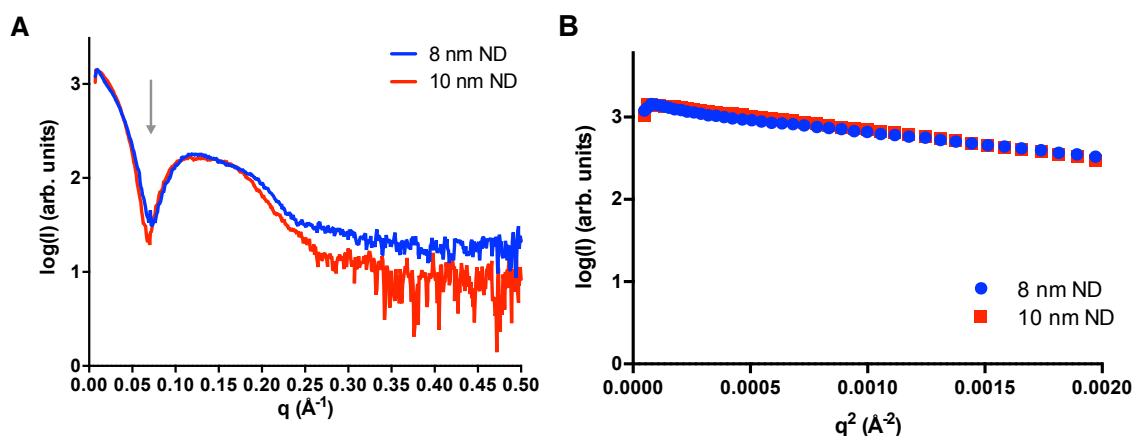 A
8 nm ND
10 nm ND
log(I) (arb. units)
3
2
1
0
0.00 0.05 0.10 0.15 0.20 0.25 0.30 0.35 0.40 0.45 0.50
q (Å-1)
B
log(I) (arb. units)
3
2
1
0
8 nm ND
10 nm ND
0.0000 0.0005 0.0010 0.0015 0.0020
q2 (Å-2)